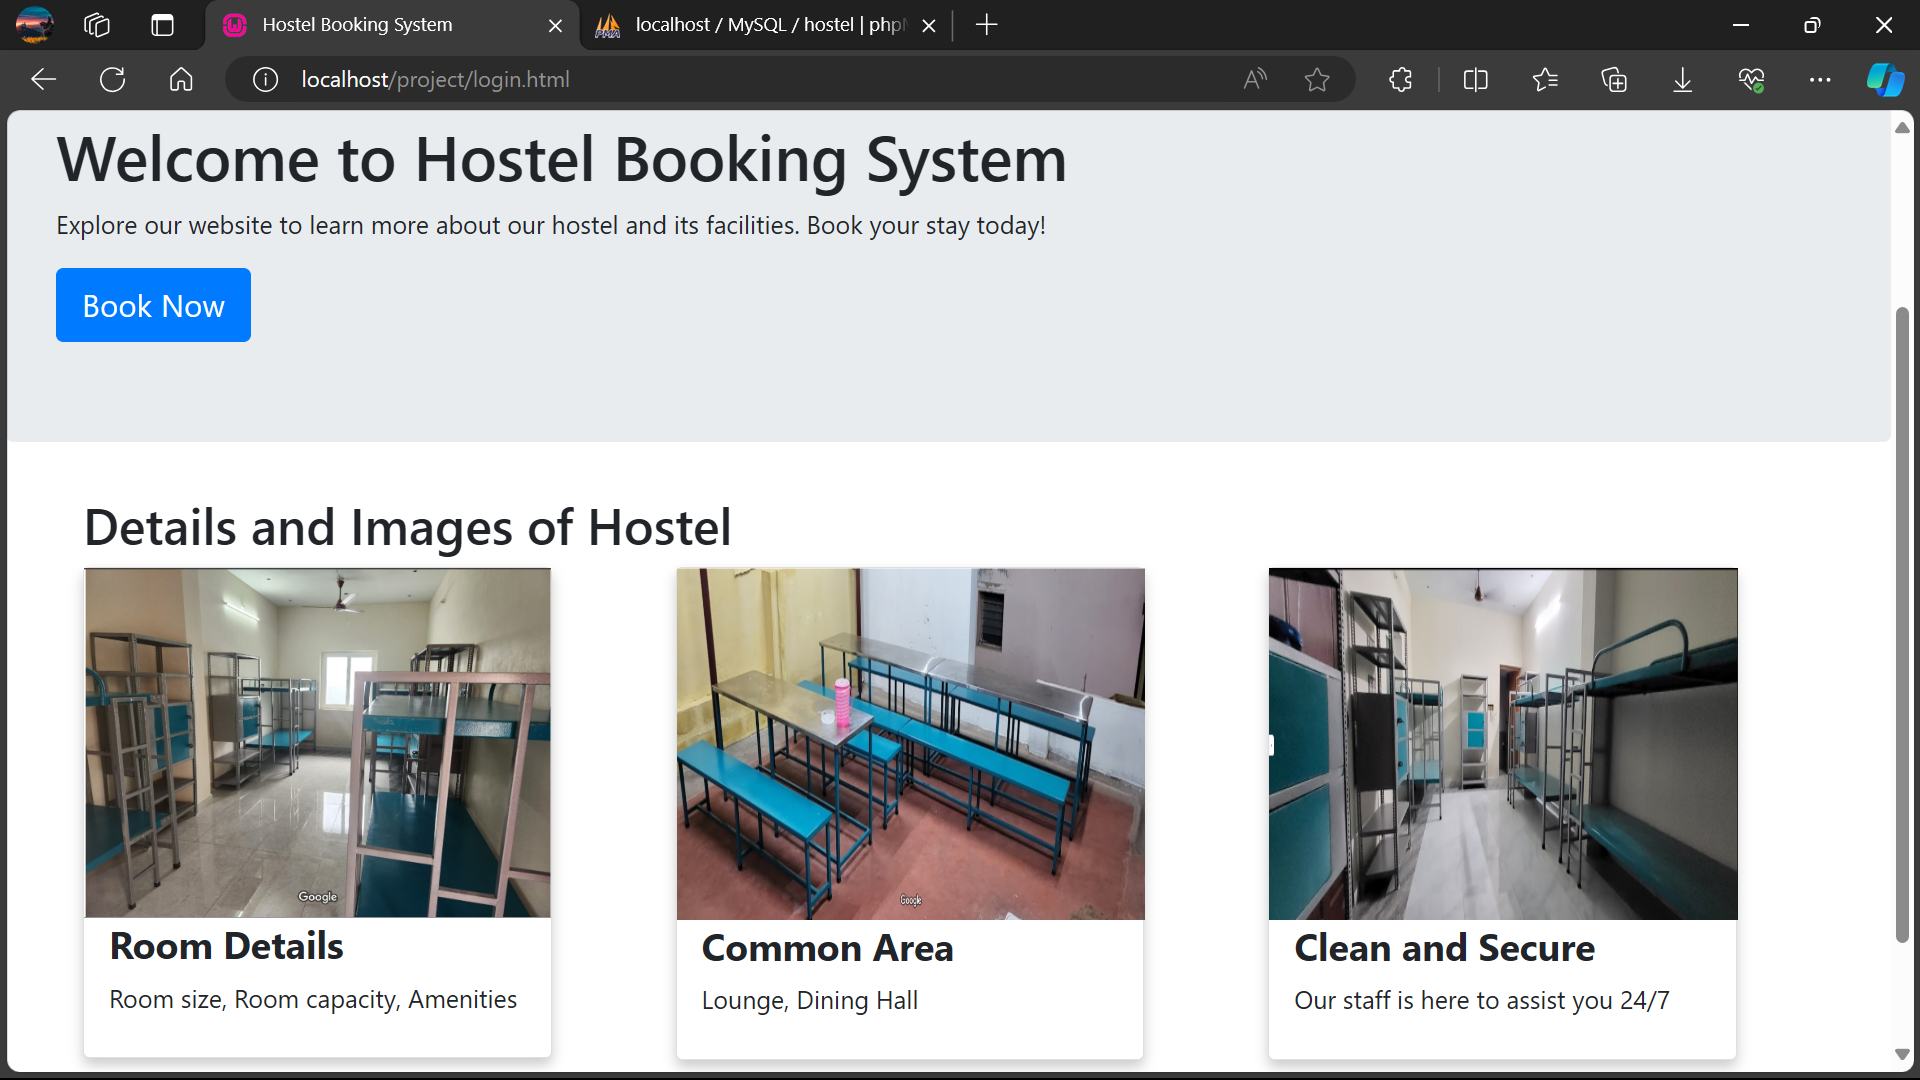 Hostel Booking System
localhost / MySQL / hostel | php
localhost/project/login.html
Welcome to Hostel Booking System
Explore our website to learn more about our hostel and its facilities. Book your stay today!
Book Now
Details and Images of Hostel
Google
Google
Room Details
Common Area
Clean and Secure
Room size, Room capacity, Amenities
Lounge, Dining Hall
Our staff is here to assist you 24/7